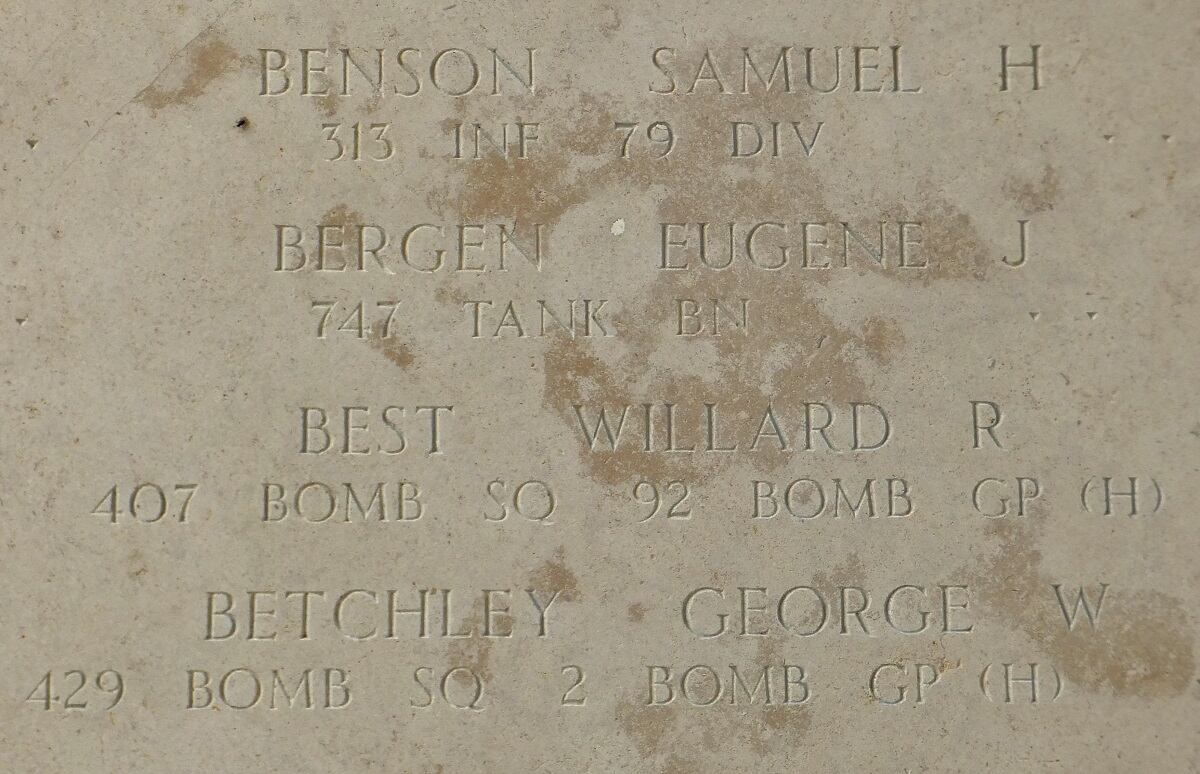 BENSON SAMUEL H
313 INF 79 DIV
BERGEN EUGENE J
747 TANK BN
BEST WILLARD R
407 BOMB SQ 92 BOMB GP (H)
BETCHLEY GEORGE W
429 BOMB SQ 2 BOMB GP (H)